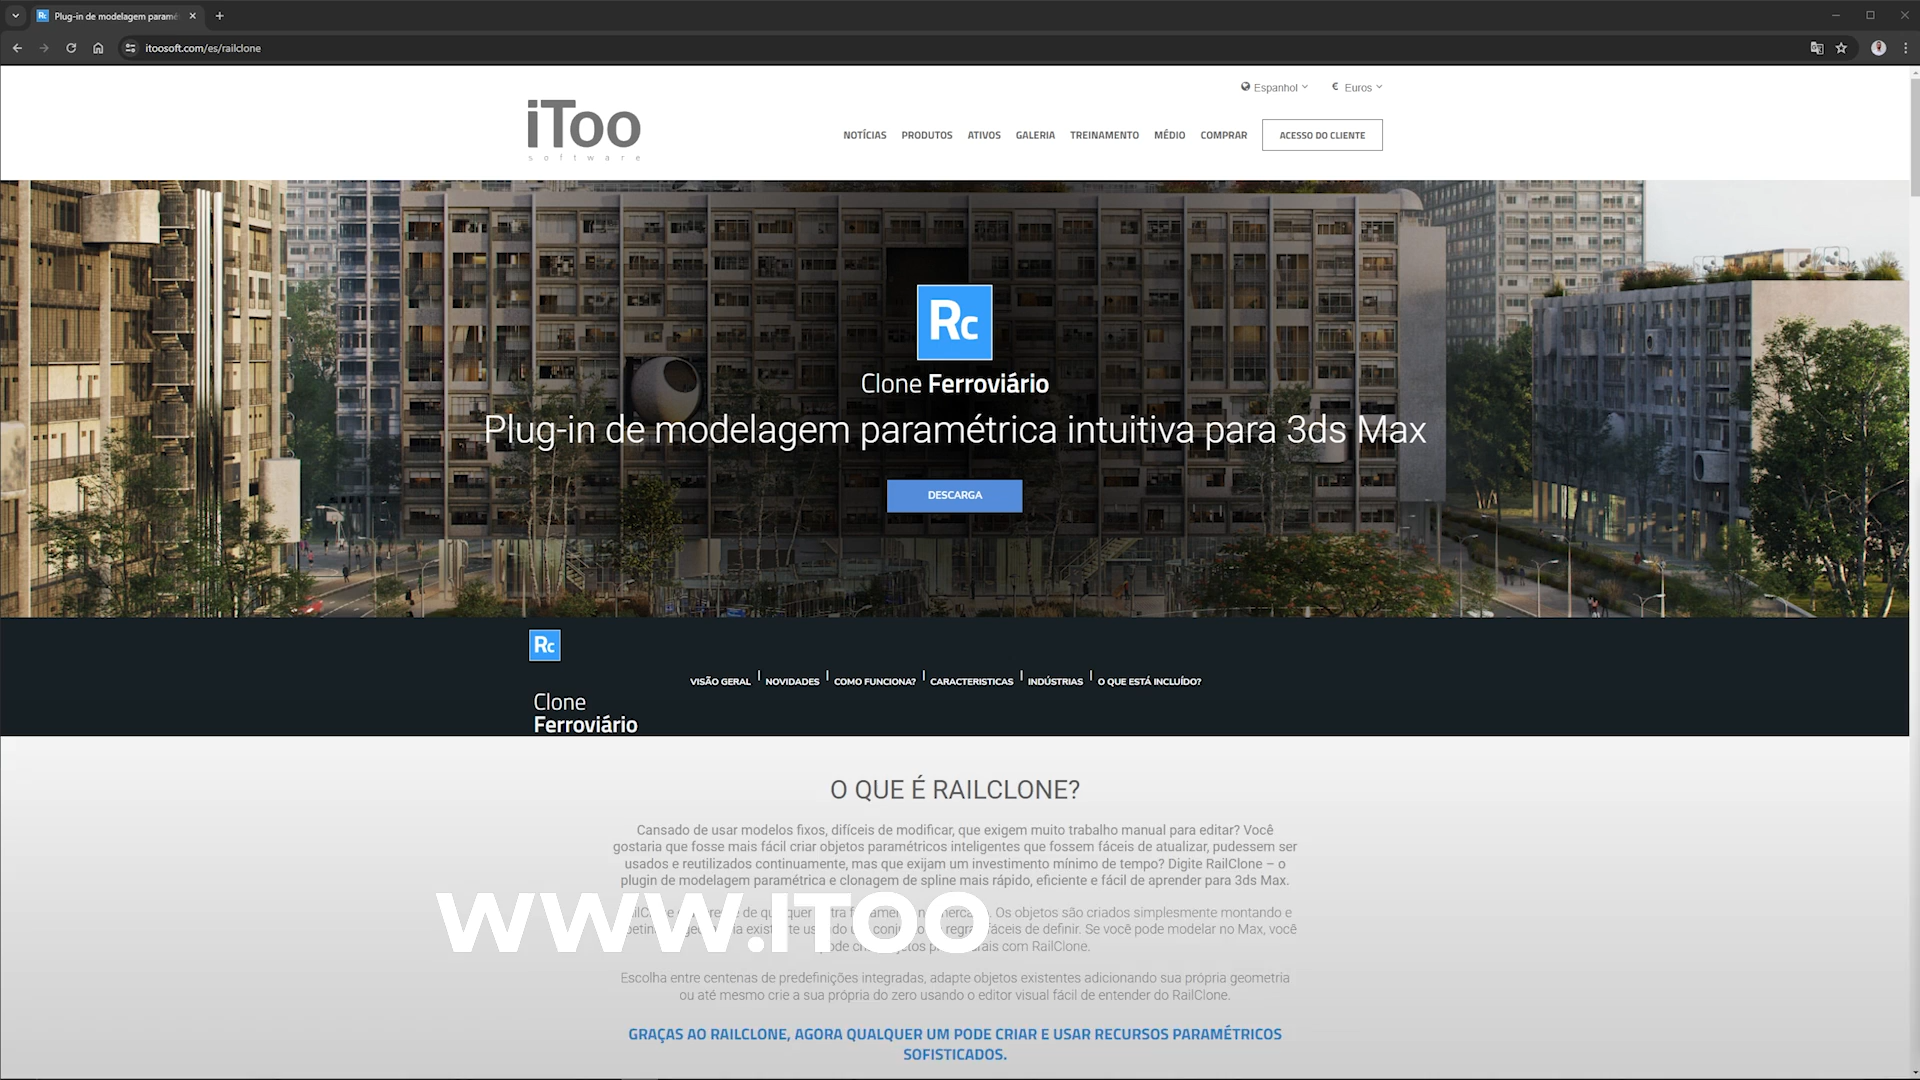 Plug-in de modelagem paramé
itoosoft.com/es/railclone
Espanhol
€ Euros
iToo
software
NOTÍCIAS PRODUTOS ATIVOS GALERIA TREINAMENTO MÉDIO COMPRAR ACESSO DO CLIENTE
Rc
Clone Ferroviário
Plug-in de modelagem paramétrica intuitiva para 3ds Max
DESCARGA
Rc
Clone
Ferroviário
VISÃO GERAL NOVIDADES COMO FUNCIONA? CARACTERISTICAS INDÚSTRIAS O QUE ESTÁ INCLUÍDO?
O QUE É RAILCLONE?
Cansado de usar modelos fixos, difíceis de modificar, que exigem muito trabalho manual para editar? Você
gostaria que fosse mais fácil criar objetos paramétricos inteligentes que fossem fáceis de atualizar, pudessem ser
usados e reutilizados continuamente, mas que exijam um investimento mínimo de tempo? Digite RailClone – o
plugin de modelagem paramétrica e clonagem de spline mais rápido, eficiente e fácil de aprender para 3ds Max.
WWW.ITOO
Os objetos são criados simplesmente montando e
fáceis de definir. Se você pode modelar no Max, você
com RailClone.
Escolha entre centenas de predefinições integradas, adapte objetos existentes adicionando sua própria geometria
ou até mesmo crie a sua própria do zero usando o editor visual fácil de entender do RailClone.
GRAÇAS AO RAILCLONE, AGORA QUALQUER UM PODE CRIAR E USAR RECURSOS PARAMÉTRICOS
SOFISTICADOS.